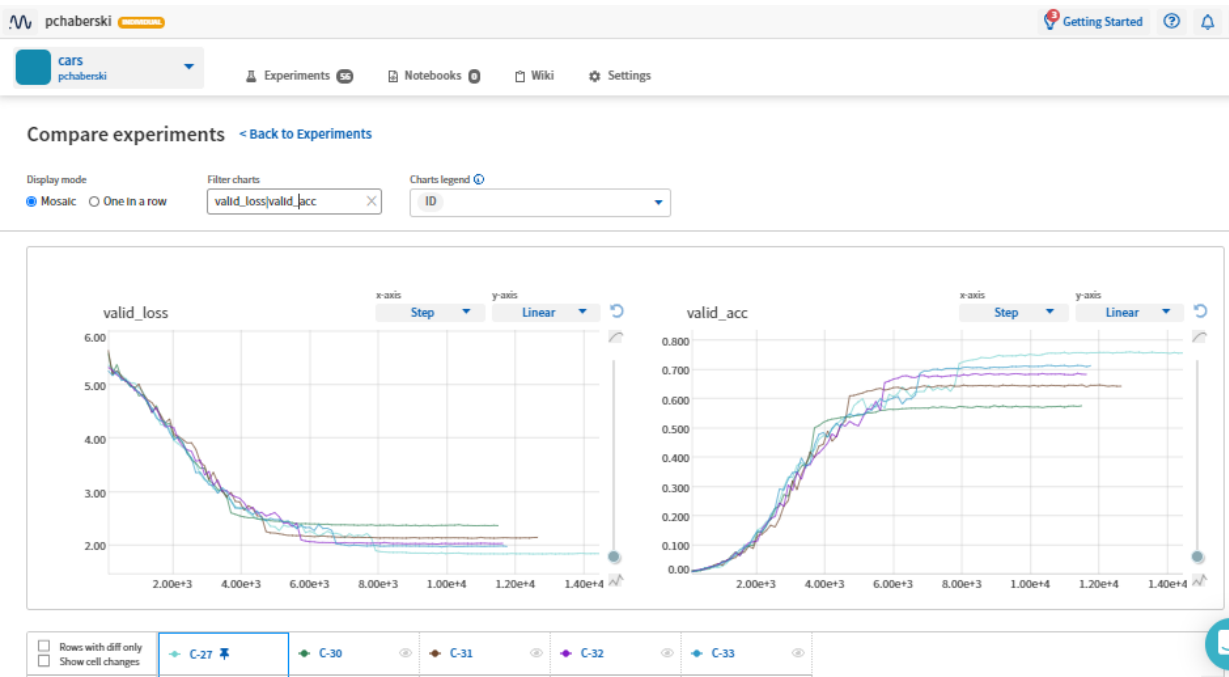 pchaberski INDIVIDUAL
3 Getting Started
cars
pchaberski
Experiments 56 Notebooks 0 Wiki Settings
Compare experiments < Back to Experiments
Display mode Filter charts Charts legend
Mosaic One in a row valid_loss|valid_acc ID
x-axis y-axis
valid_loss Step Linear
6.00
5.00
4.00
3.00
2.00
2.00e+3 4.00e+3 6.00e+3 8.00e+3 1.00e+4 1.20e+4 1.40e+4
x-axis y-axis
valid_acc Step Linear
0.800
0.700
0.600
0.500
0.400
0.300
0.200
0.100
0.00
2.00e+3 4.00e+3 6.00e+3 8.00e+3 1.00e+4 1.20e+4 1.40e+4
Rows with diff only
Show cell changes
C-27 C-30 C-31 C-32 C-33